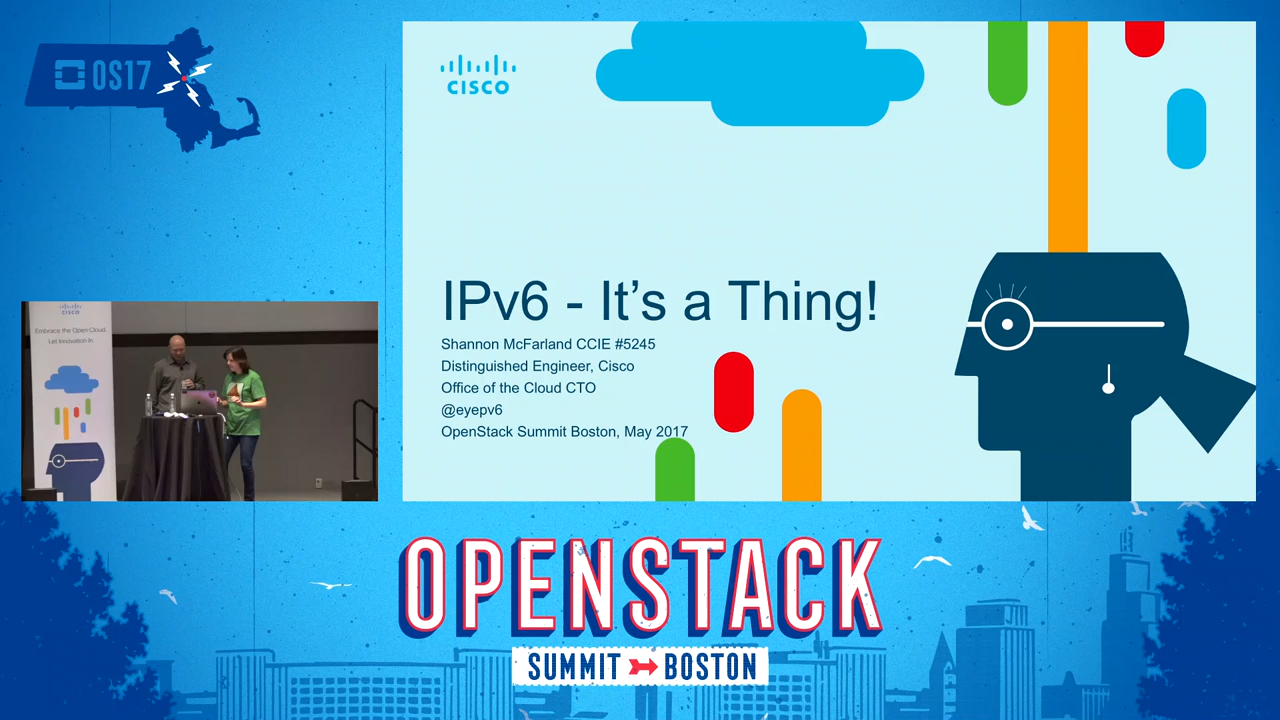 OS17
CISCO
IPv6 - It's a Thing!
Shannon McFarland CCIE #5245
Distinguished Engineer, Cisco
Office of the Cloud CTO
@eyepv6
OpenStack Summit Boston, May 2017
CISCO
Embrace the Open Cloud.
Let Innovation In.
OPENSTACK
SUMMIT BOSTON